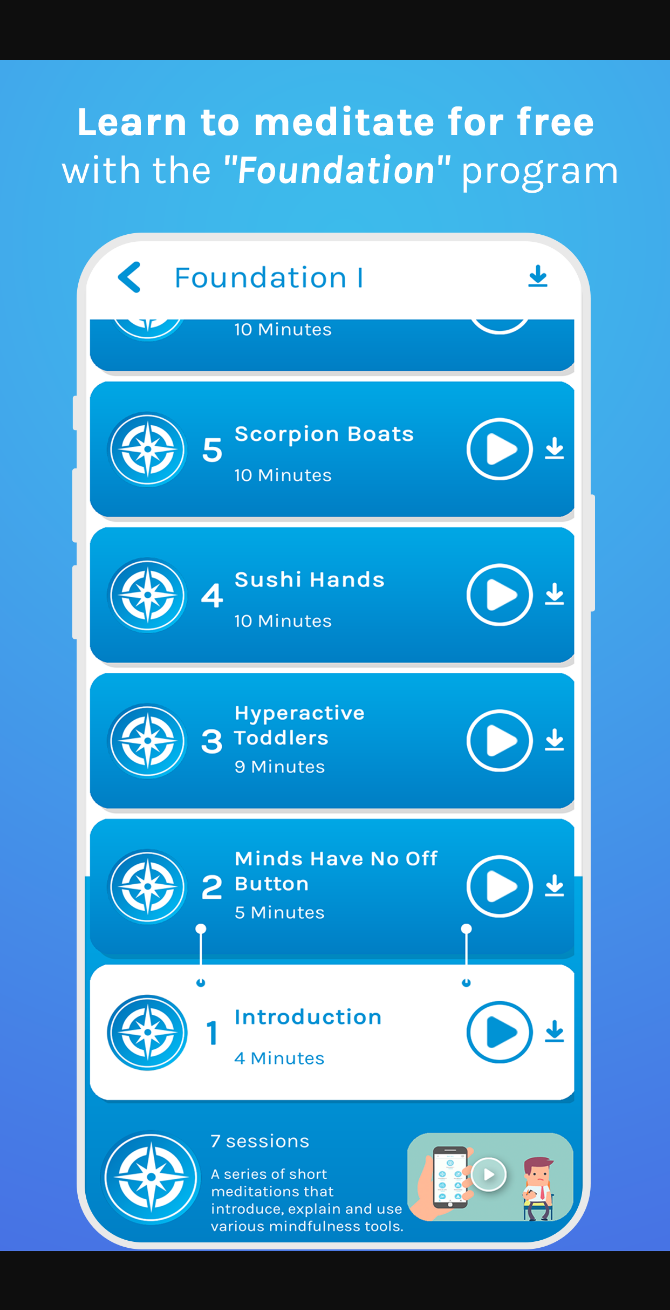 Learn to meditate for free
with the "Foundation" program
Foundation I
10 Minutes
5
Scorpion Boats
10 Minutes
4
Sushi Hands
10 Minutes
3
Hyperactive
Toddlers
9 Minutes
2
Minds Have No Off
Button
5 Minutes
1
Introduction
4 Minutes
7 sessions
A series of short
meditations that
introduce, explain and use
various mindfulness tools.